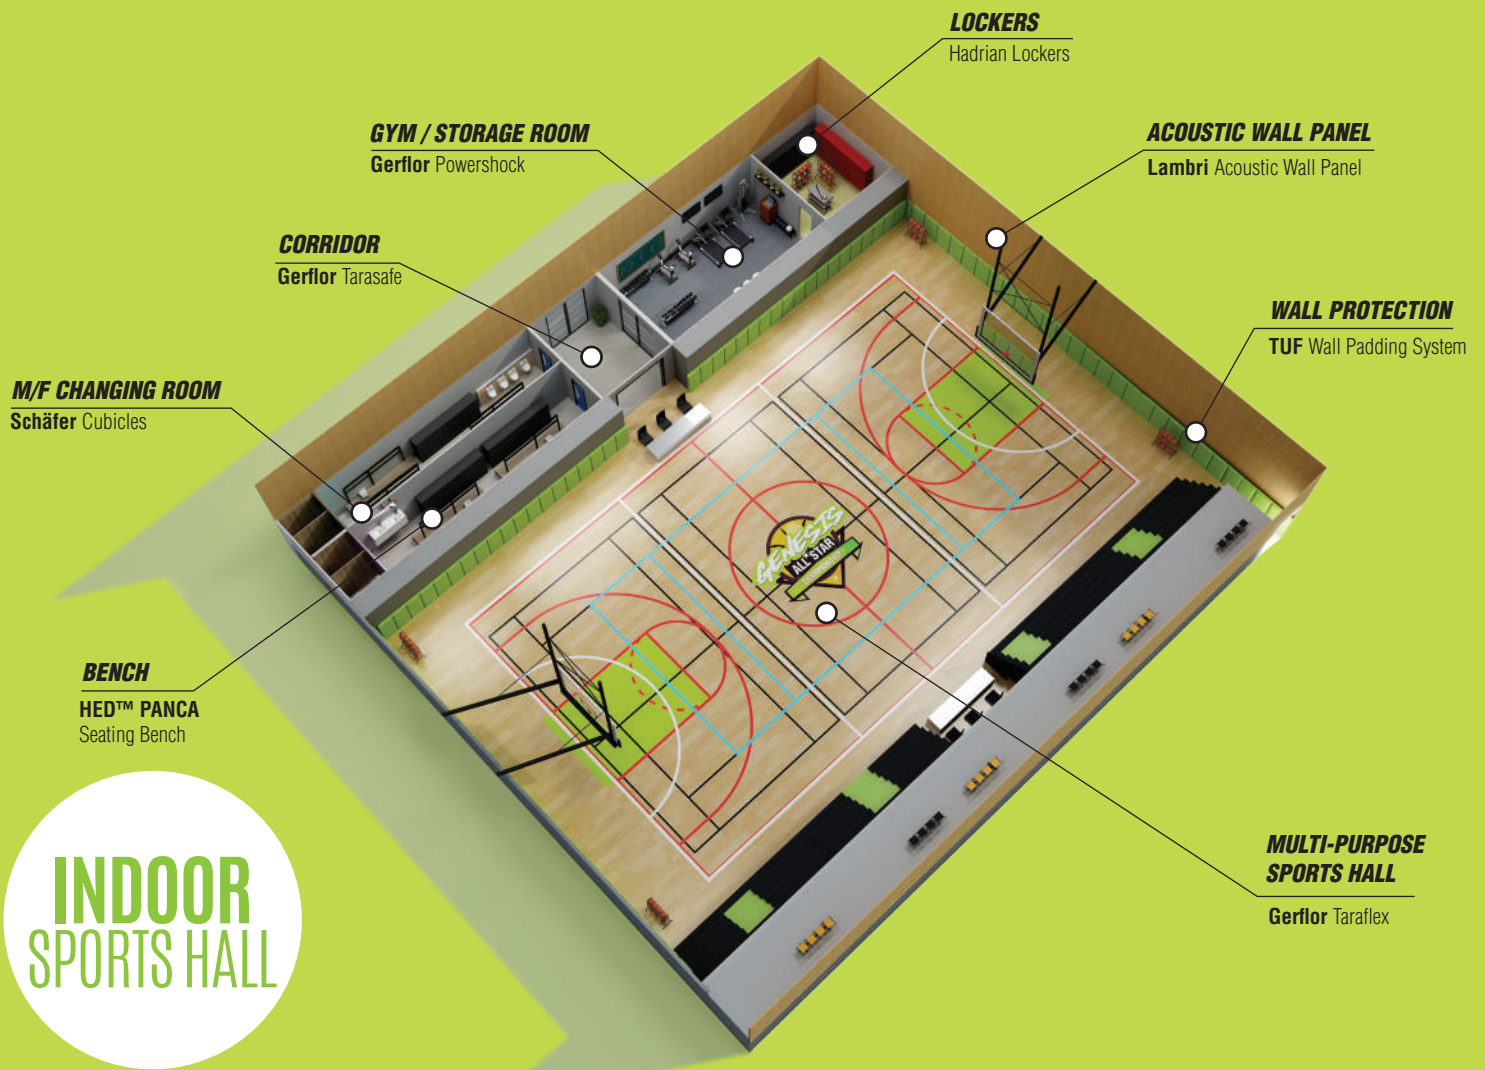 LOCKERS
Hadrian Lockers
GYM / STORAGE ROOM
Gerflor Powershock
ACOUSTIC WALL PANEL
Lambri Acoustic Wall Panel
CORRIDOR
Gerflor Tarasafe
WALL PROTECTION
TUF Wall Padding System
M/F CHANGING ROOM
Schäfer Cubicles
GENESIS
ALL★STAR
BENCH
HED™ PANCA
Seating Bench
MULTI-PURPOSE
SPORTS HALL
Gerflor Taraflex
INDOOR
SPORTS HALL